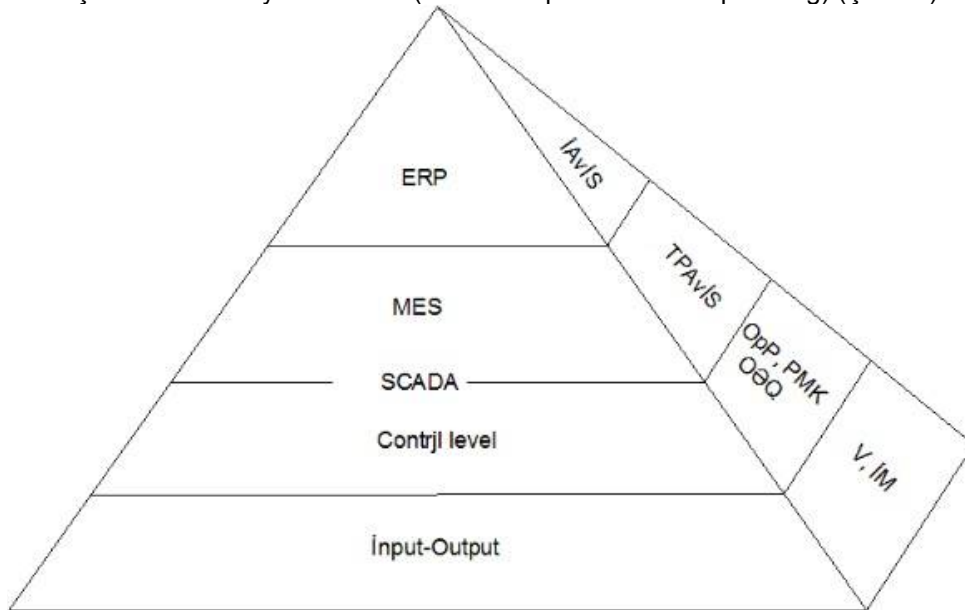 ERP
MES
SCADA
Contrjl level
İnput-Output
İAvİS
TPAvİS
OpP, PMK
OƏQ
V, İM